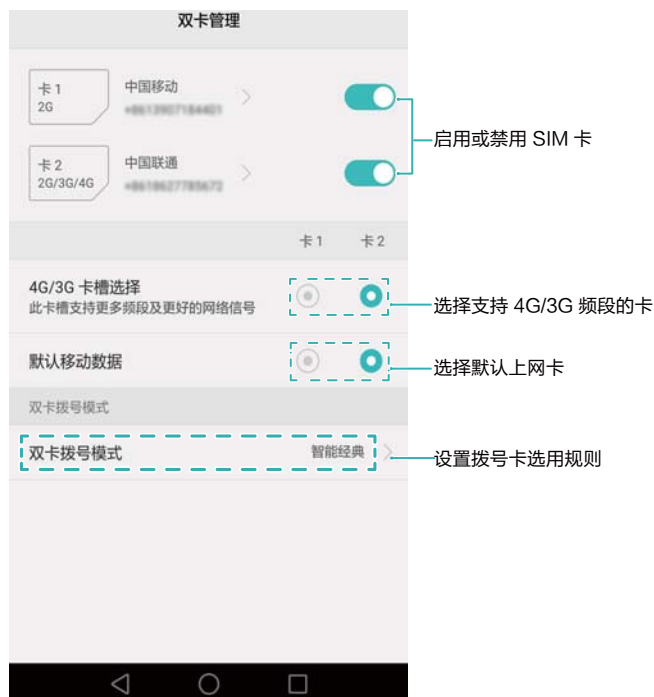 双卡管理
卡 1
2G
中国移动
启用或禁用 SIM 卡
卡 2
2G/3G/4G
中国联通
卡 1
卡 2
4G/3G 卡槽选择
此卡槽支持更多频段及更好的网络信号
选择支持 4G/3G 频段的卡
默认移动数据
选择默认上网卡
双卡拨号模式
双卡拨号模式
智能经典
设置拨号卡选用规则